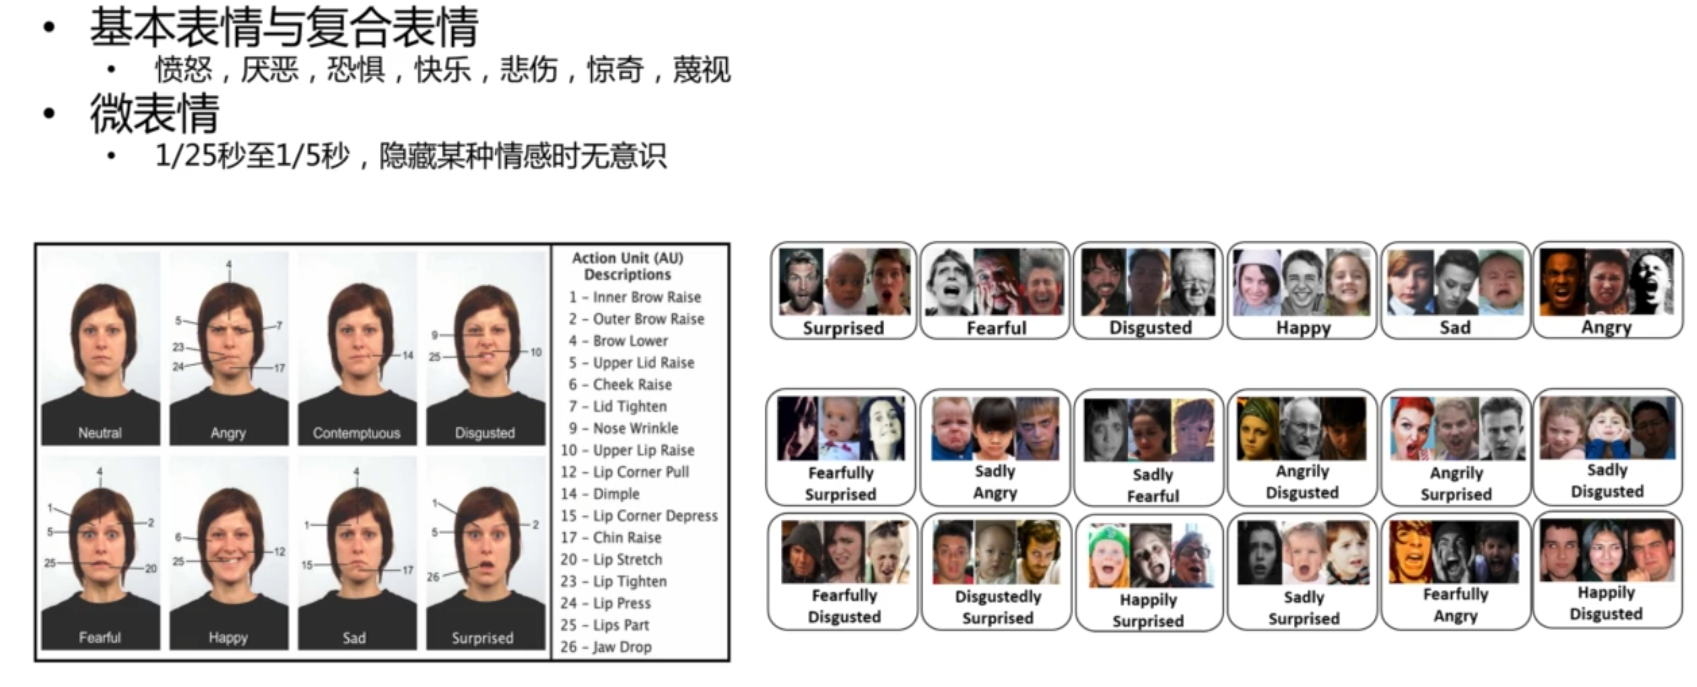 • 基本表情与复合表情
• 愤怒，厌恶，恐惧，快乐，悲伤，惊奇，蔑视
• 微表情
• 1/25秒至1/5秒，隐藏某种情感时无意识
4
5
7
23
24
17
14
9
25
10
Neutral
Angry
Contemptuous
Disgusted
4
1
2
5
25
20
6
25
12
4
1
15
17
1
2
5
26
Fearful
Happy
Sad
Surprised
Action Unit (AU)
Descriptions
1 – Inner Brow Raise
2 – Outer Brow Raise
4 – Brow Lower
5 – Upper Lid Raise
6 – Cheek Raise
7 – Lid Tighten
9 – Nose Wrinkle
10 – Upper Lip Raise
12 – Lip Corner Pull
14 – Dimple
15 – Lip Corner Depress
17 – Chin Raise
20 – Lip Stretch
23 – Lip Tighten
24 – Lip Press
25 – Lips Part
26 – Jaw Drop
Surprised
Fearful
Disgusted
Happy
Sad
Angry
Fearfully
Surprised
Sadly
Angry
Sadly
Fearful
Angrily
Disgusted
Angrily
Surprised
Sadly
Disgusted
Fearfully
Disgusted
Disgustedly
Surprised
Happily
Surprised
Sadly
Surprised
Fearfully
Angry
Happily
Disgusted